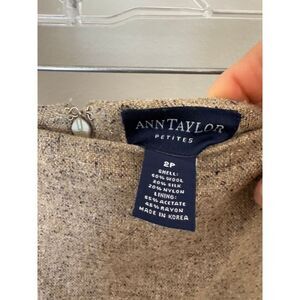 ANN TAYLOR
PETITES
2P
SHELL:
60% WOOL
20% SILK
20% NYLON
LINING:
55% ACETATE
45% RAYON
MADE IN KOREA